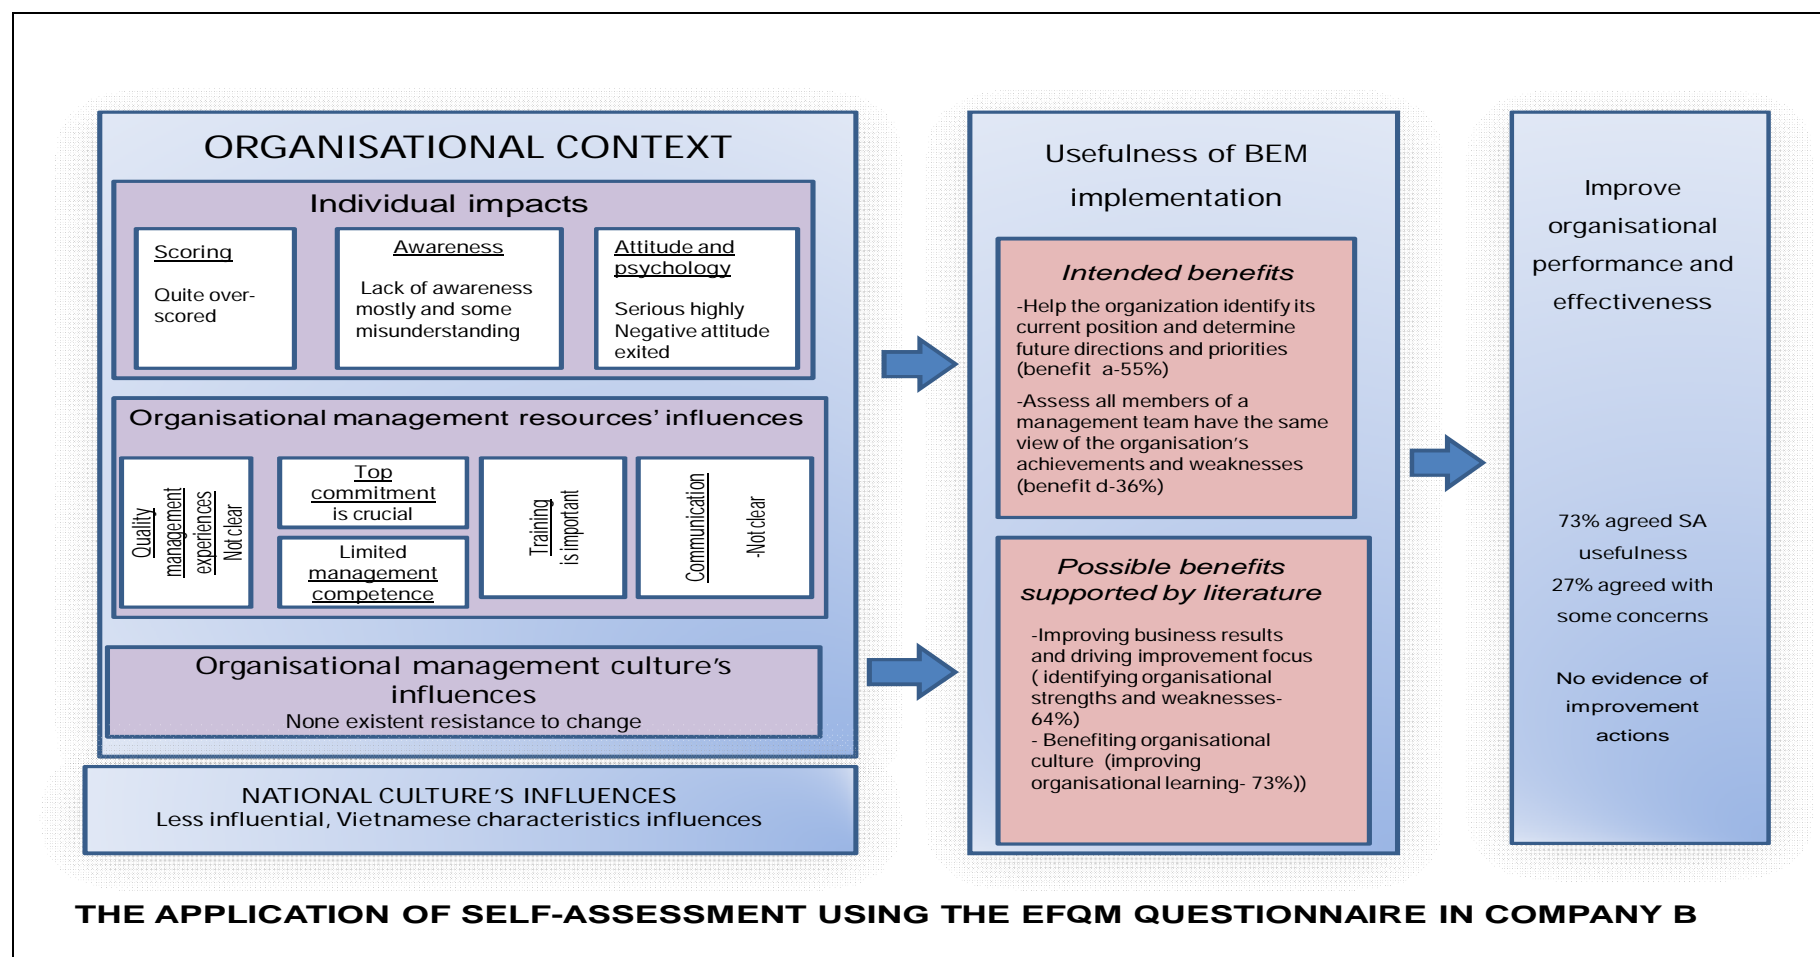 ORGANISATIONAL CONTEXT
Individual impacts
Scoring
Quite over-
scored
Awareness
Lack of awareness
mostly and some
misunderstanding
Attitude and
psychology
Serious highly
Negative attitude
exited
Organisational management resources’ influences
Quality
management
experiences
Not clear
Top
commitment
is crucial
Limited
management
competence
Training
is important
Communication
-Not clear
Organisational management culture’s
influences
None existent resistance to change
NATIONAL CULTURE’S INFLUENCES
Less influential, Vietnamese characteristics influences
Usefulness of BEM
implementation
Intended benefits
-Help the organization identify its
current position and determine
future directions and priorities
(benefit a-55%)
-Assess all members of a
management team have the same
view of the organisation’s
achievements and weaknesses
(benefit d-36%)
Possible benefits
supported by literature
-Improving business results
and driving improvement focus
( identifying organisational
strengths and weaknesses-
64%)
- Benefiting organisational
culture (improving
organisational learning- 73%))
Improve
organisational
performance and
effectiveness
73% agreed SA
usefulness
27% agreed with
some concerns
No evidence of
improvement
actions
THE APPLICATION OF SELF-ASSESSMENT USING THE EFQM QUESTIONNAIRE IN COMPANY B